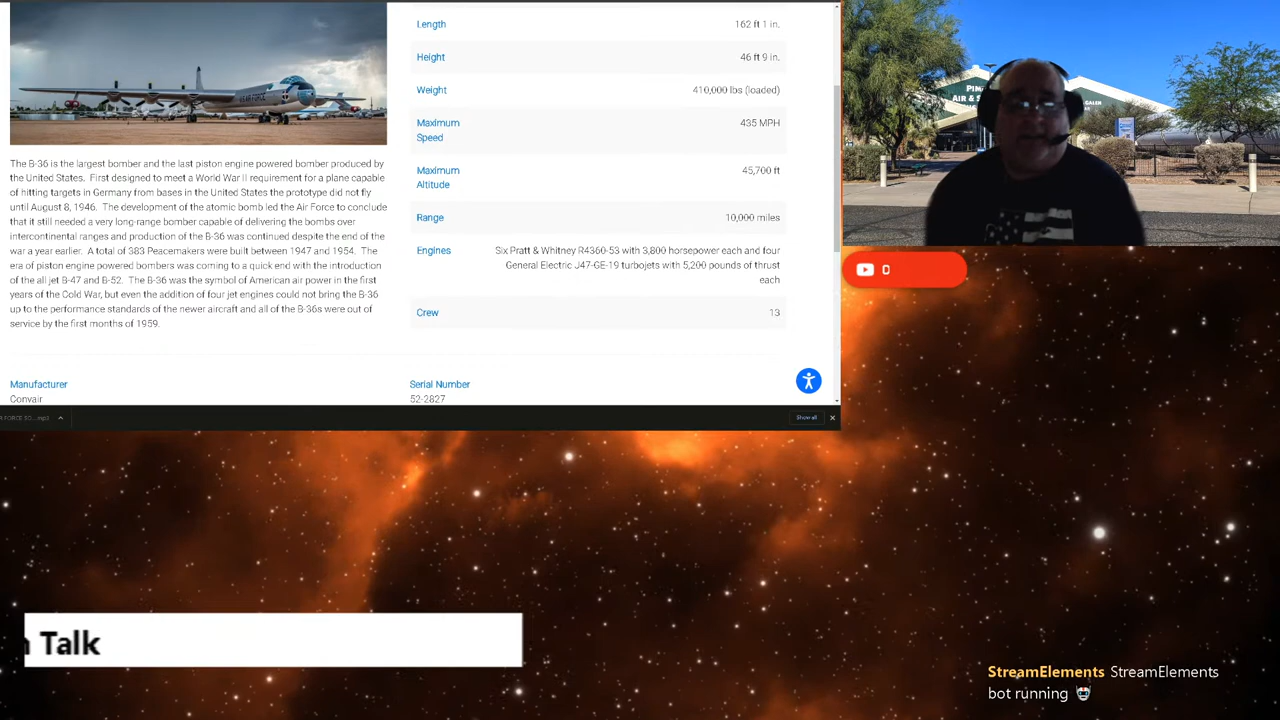 Length
162 ft 1 in.
Height
46 ft 9 in.
Weight
410,000 lbs (loaded)
Maximum
Speed
435 MPH
Maximum
Altitude
45,700 ft
Range
10,000 miles
Engines
Six Pratt & Whitney R4360-53 with 3,800 horsepower each and four
General Electric J47-GE-19 turbojets with 5,200 pounds of thrust
each
Crew
13
The B-36 is the largest bomber and the last piston engine powered bomber produced by
the United States. First designed to meet a World War II requirement for a plane capable
of hitting targets in Germany from bases in the United States the prototype did not fly
until August 8, 1946. The development of the atomic bomb led the Air Force to conclude
that it still needed a very long-range bomber capable of delivering the bombs over
intercontinental ranges and production of the B-36 was continued despite the end of the
war a year earlier. A total of 383 Peacemakers were built between 1947 and 1954. The
era of piston engine powered bombers was coming to a quick end with the introduction
of the all jet B-47 and B-52. The B-36 was the symbol of American air power in the first
years of the Cold War, but even the addition of four jet engines could not bring the B-36
up to the performance standards of the newer aircraft and all of the B-36s were out of
service by the first months of 1959.
Manufacturer
Convair
Serial Number
52-2827
Show all
AIR & S
GALEN
0
Talk
StreamElements StreamElements
bot running